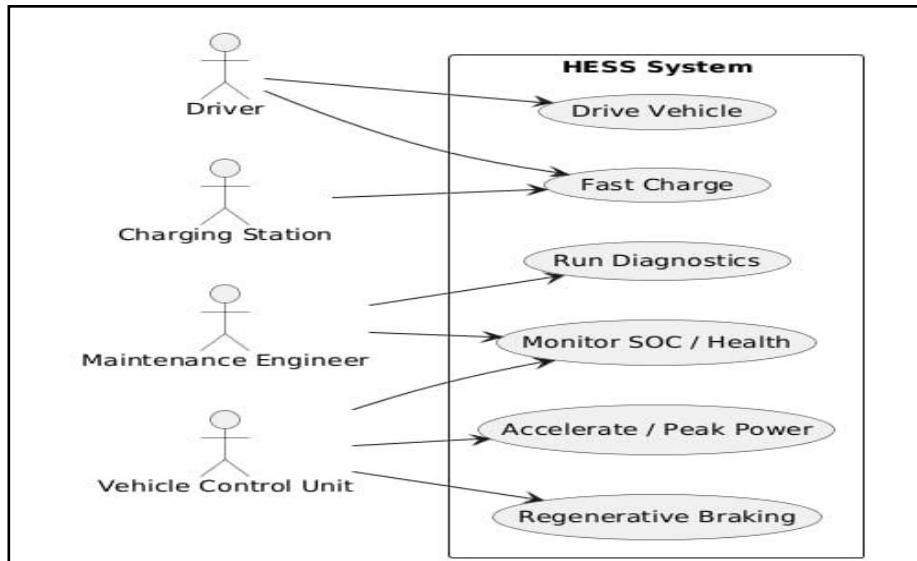 HESS System
Driver
Drive Vehicle
Fast Charge
Charging Station
Run Diagnostics
Monitor SOC / Health
Maintenance Engineer
Accelerate / Peak Power
Vehicle Control Unit
Regenerative Braking